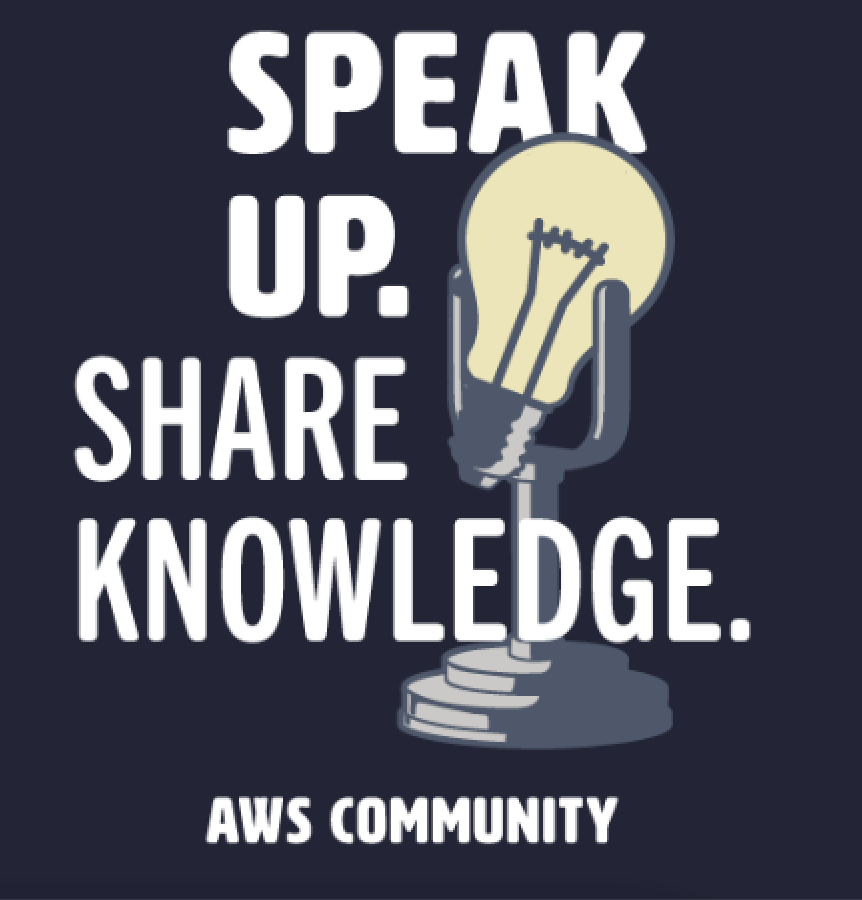 SPEAK
UP.
SHARE
KNOWLEDGE.
AWS COMMUNITY